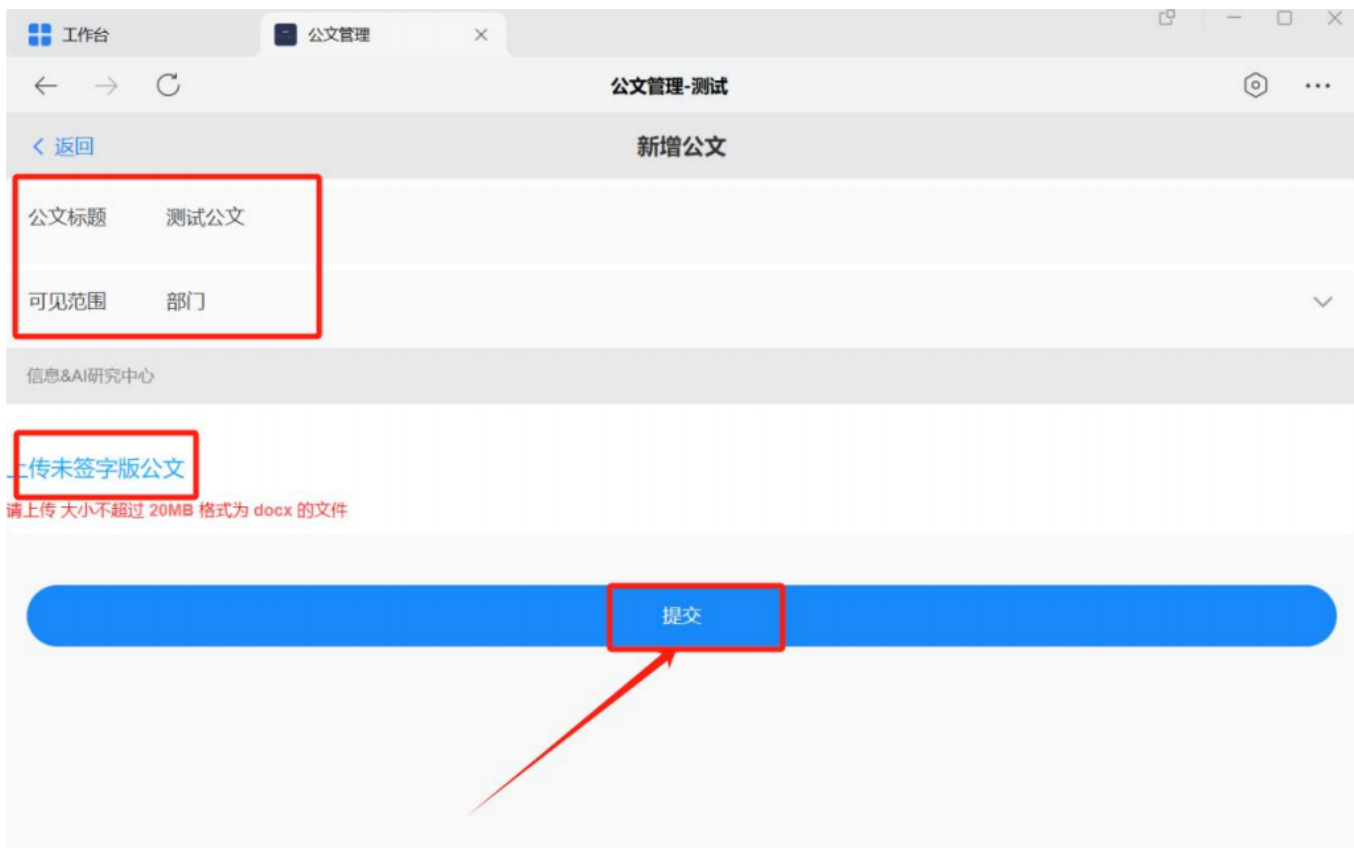 工作台 公文管理
公文管理-测试
返回 新增公文
公文标题 测试公文
可见范围 部门
信息&AI研究中心
上传未签字版公文
请上传 大小不超过 20MB 格式为 docx 的文件
提交